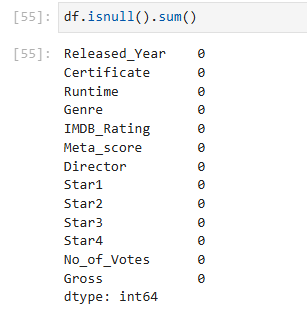 [55]: df.isnull().sum()
[55]: Released_Year 0
Certificate 0
Runtime 0
Genre 0
IMDB_Rating 0
Meta_score 0
Director 0
Star1 0
Star2 0
Star3 0
Star4 0
No_of_Votes 0
Gross 0
dtype: int64